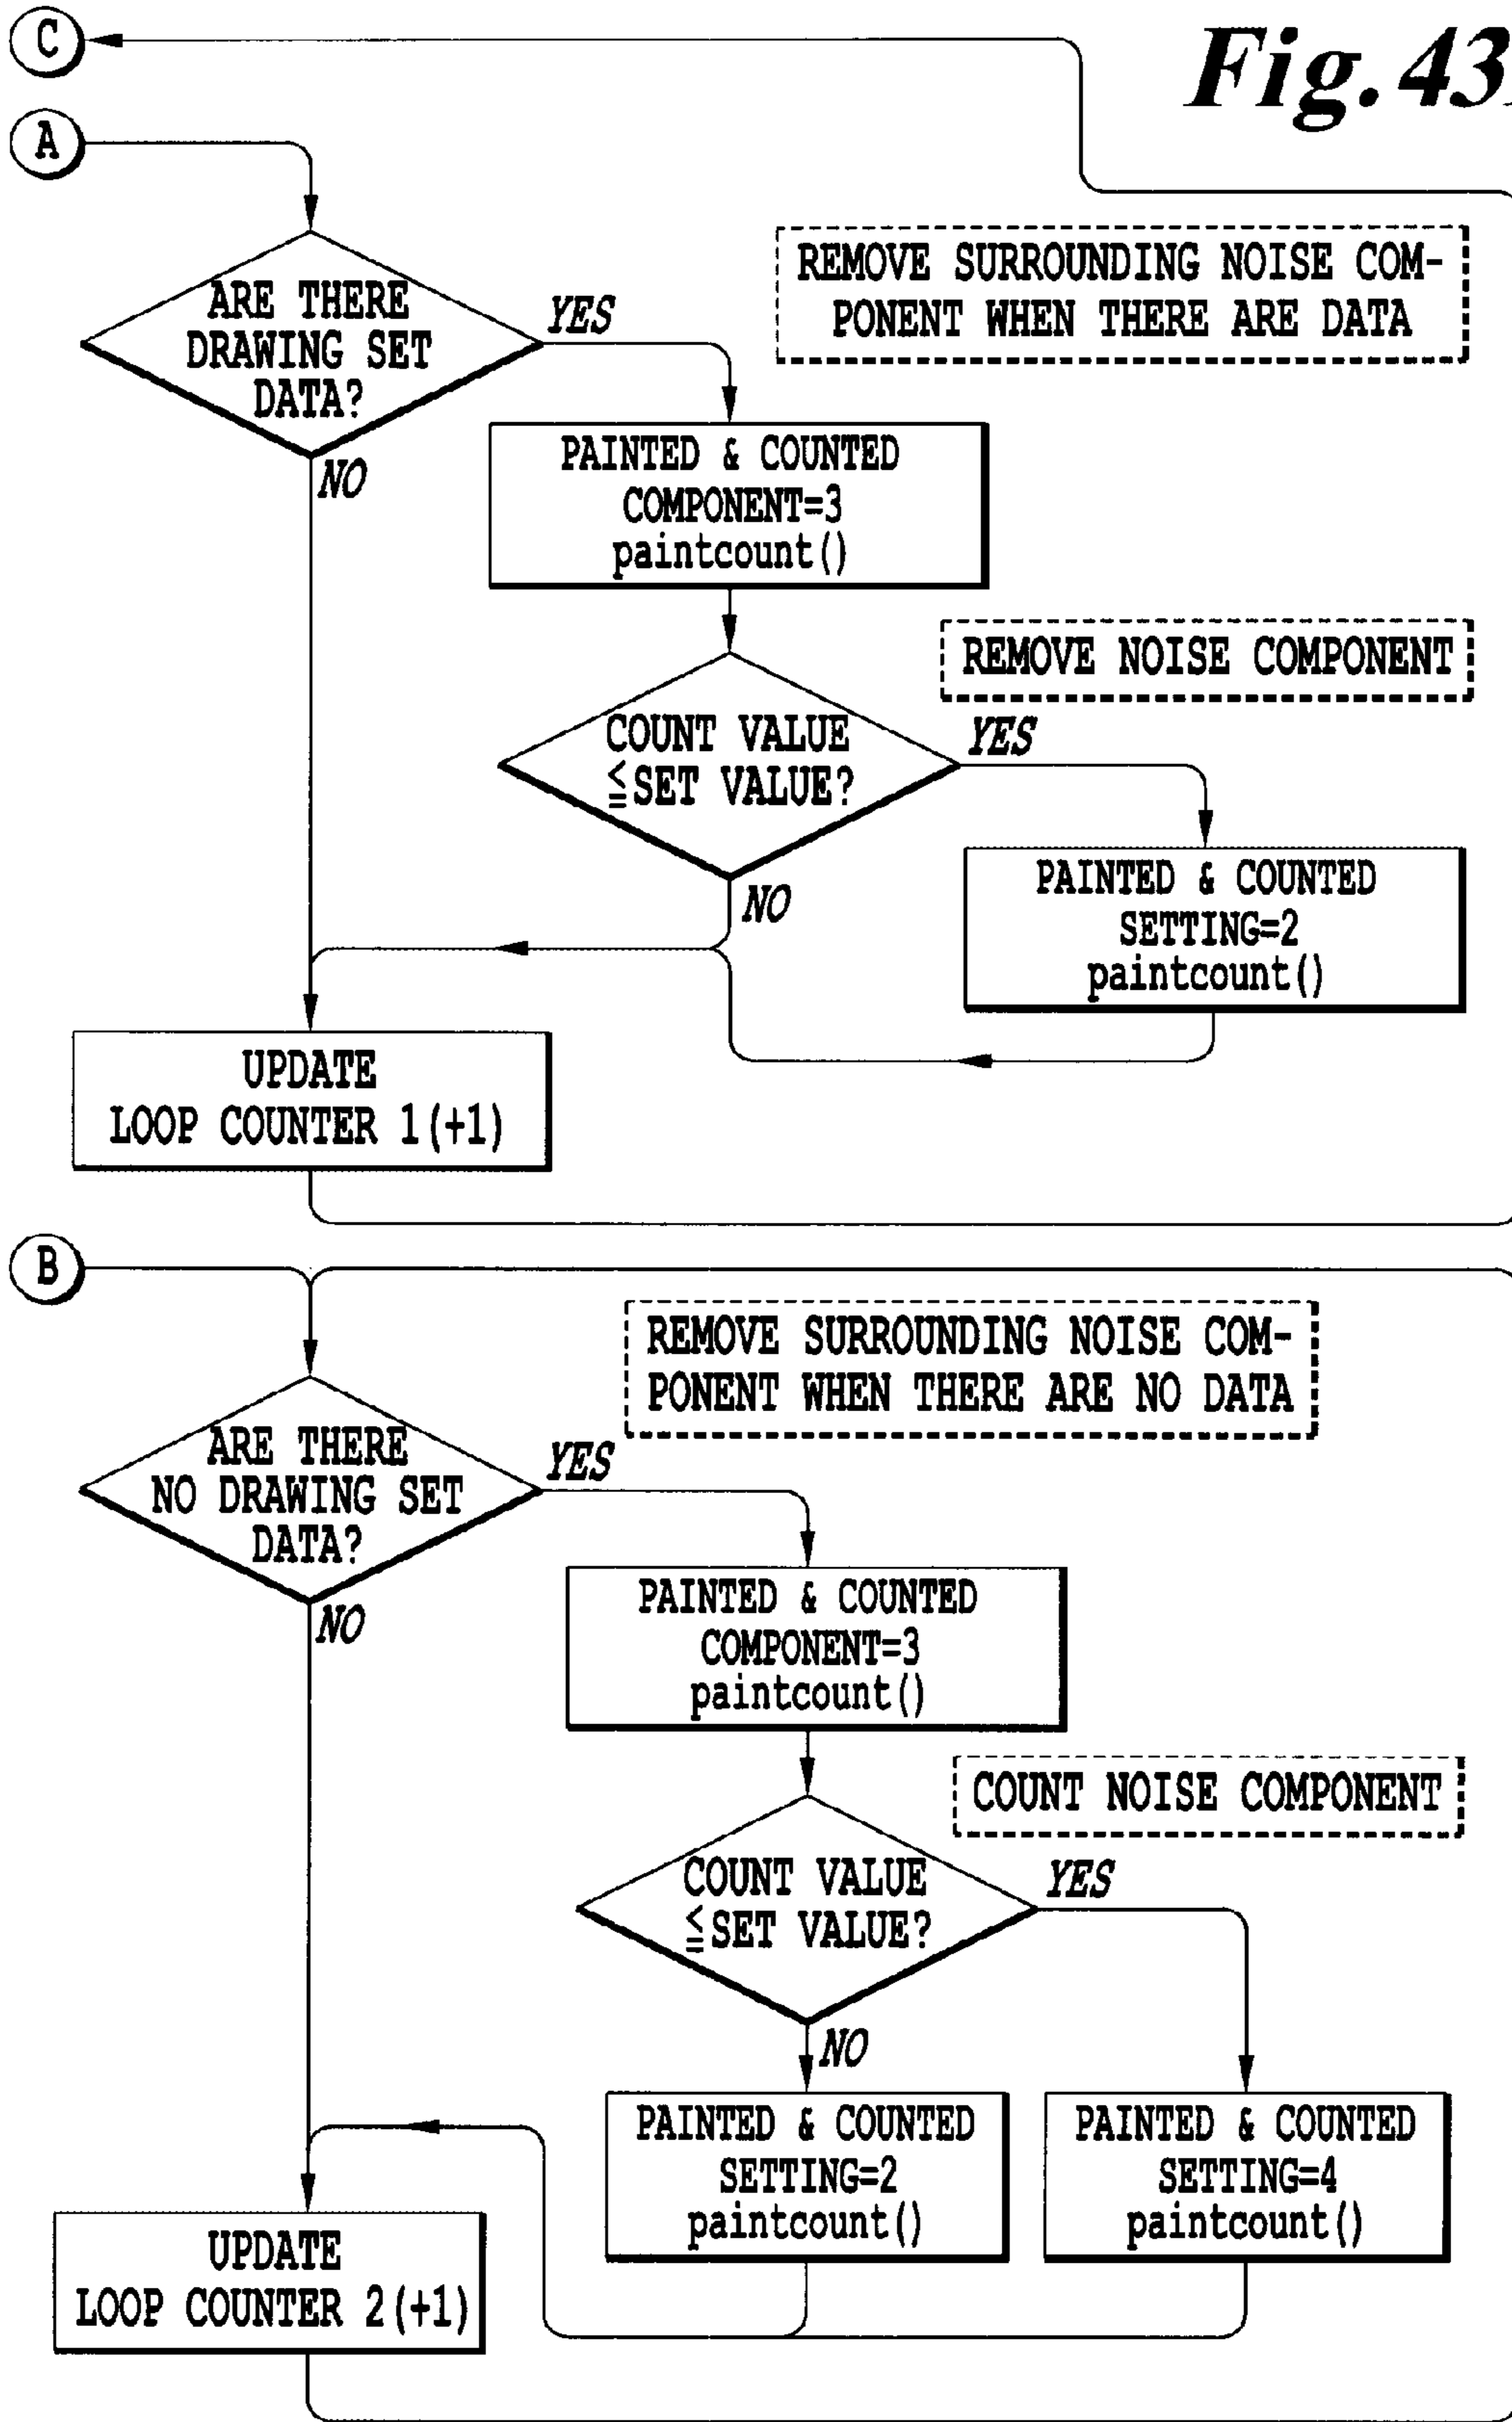 C
Fig. 43
A
REMOVE SURROUNDING NOISE COM-
PONENT WHEN THERE ARE DATA
ARE THERE
DRAWING SET
DATA?
YES
NO
PAINTED & COUNTED
COMPONENT=3
paintcount()
REMOVE NOISE COMPONENT
COUNT VALUE
≦SET VALUE?
YES
NO
PAINTED & COUNTED
SETTING=2
paintcount()
UPDATE
LOOP COUNTER 1(+1)
B
REMOVE SURROUNDING NOISE COM-
PONENT WHEN THERE ARE NO DATA
ARE THERE
NO DRAWING SET
DATA?
YES
NO
PAINTED & COUNTED
COMPONENT=3
paintcount()
COUNT NOISE COMPONENT
COUNT VALUE
≦SET VALUE?
YES
NO
PAINTED & COUNTED
SETTING=2
paintcount()
PAINTED & COUNTED
SETTING=4
paintcount()
UPDATE
LOOP COUNTER 2(+1)